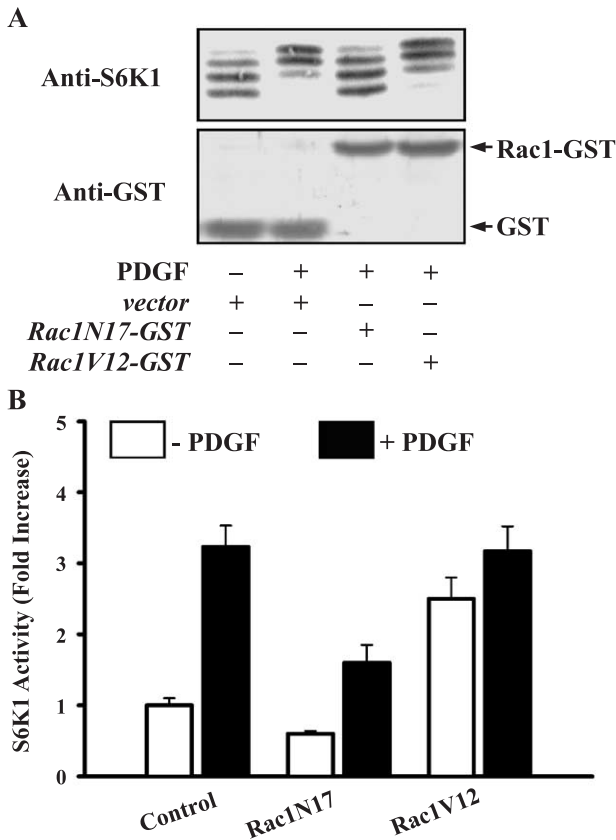 A
Anti-S6K1
Anti-GST
Rac1-GST
GST
PDGF – + + +
vector + + – –
Rac1N17-GST – – + –
Rac1V12-GST – – – +
B
- PDGF
+ PDGF
S6K1 Activity (Fold Increase)
5
4
3
2
1
0
Control
Rac1N17
Rac1V12